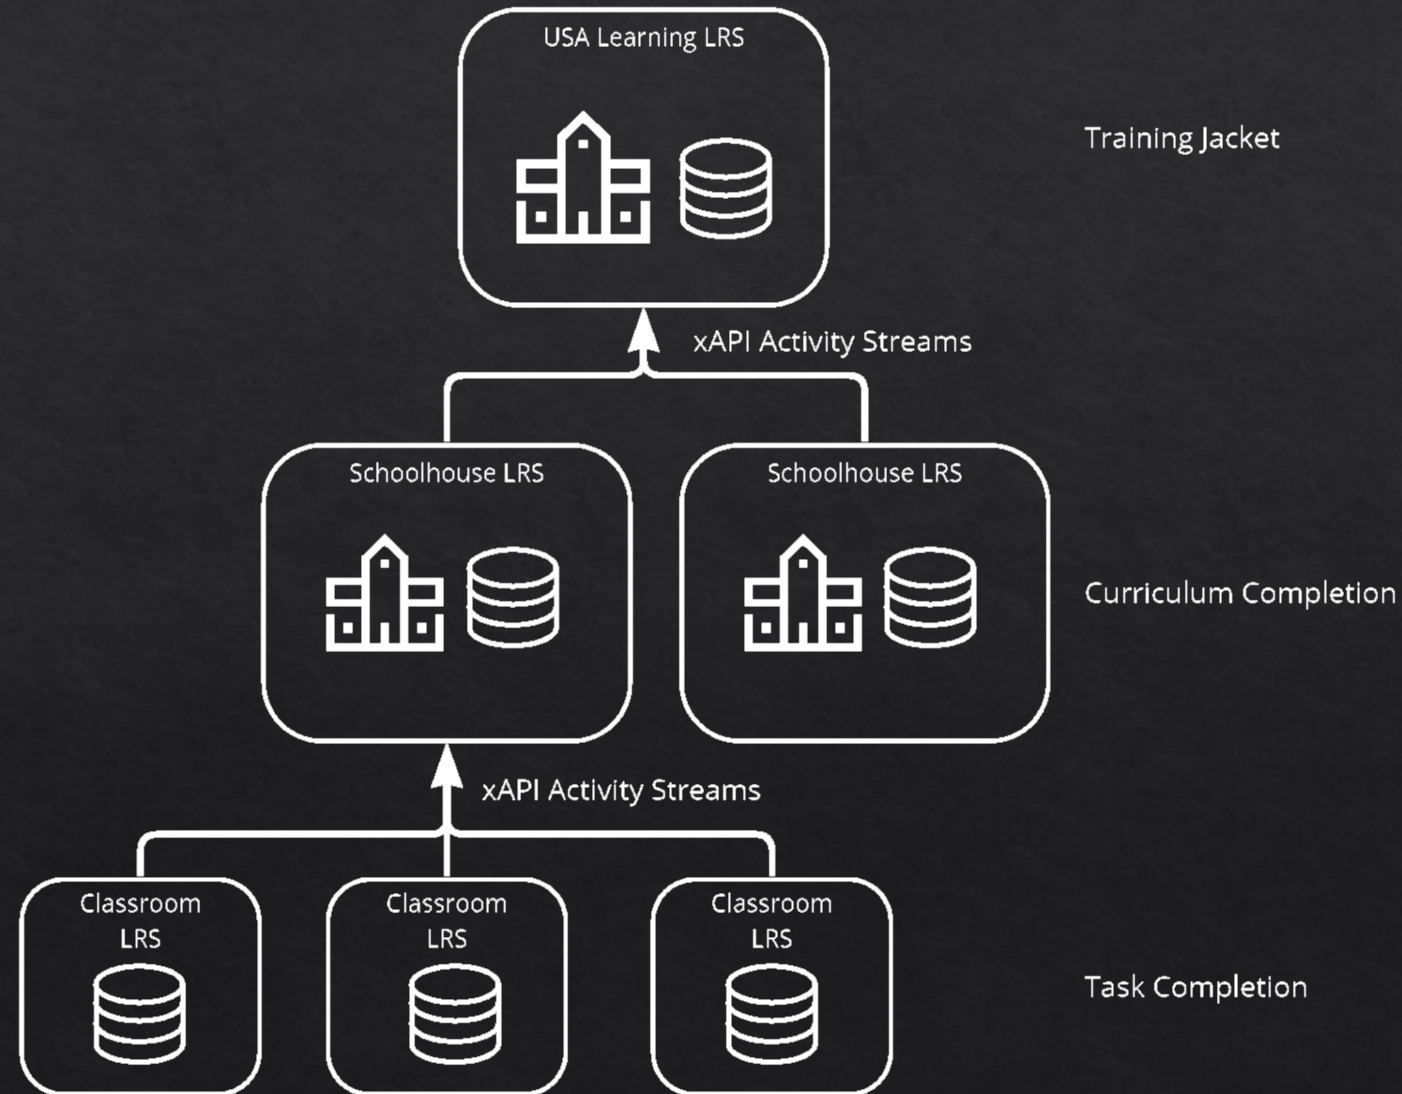 USA Learning LRS
Training Jacket
xAPI Activity Streams
Schoolhouse LRS
Schoolhouse LRS
Curriculum Completion
xAPI Activity Streams
Classroom
LRS
Classroom
LRS
Classroom
LRS
Task Completion